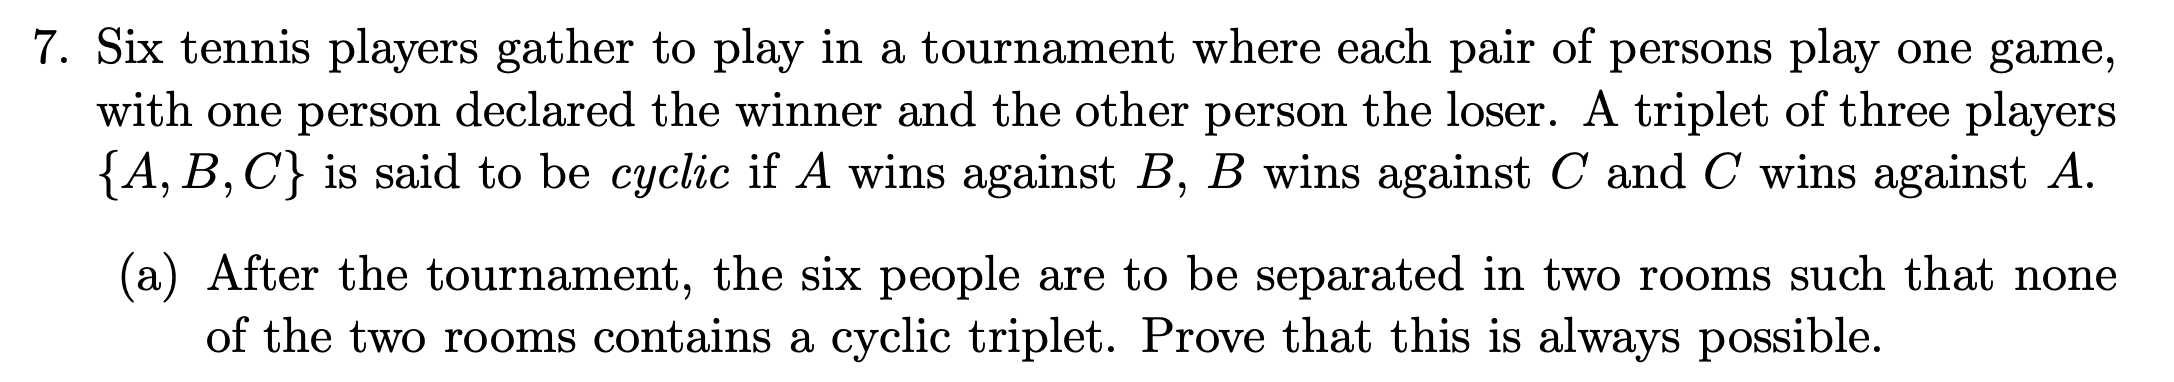 7. Six tennis players gather to play in a tournament where each pair of persons play one game,
with one person declared the winner and the other person the loser. A triplet of three players
{A, B, C} is said to be cyclic if A wins against B, B wins against C and C wins against A.
(a) After the tournament, the six people are to be separated in two rooms such that none
of the two rooms contains a cyclic triplet. Prove that this is always possible.